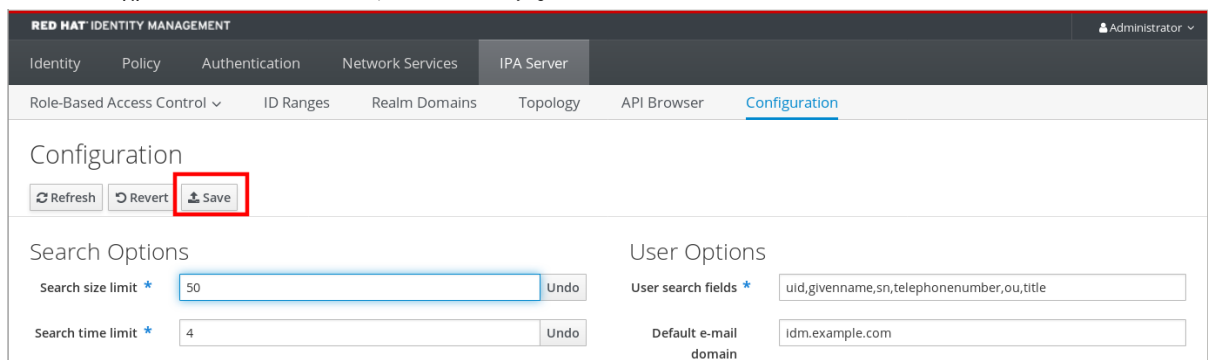 RED HAT® IDENTITY MANAGEMENT
Administrator
Identity Policy Authentication Network Services IPA Server
Role-Based Access Control ID Ranges Realm Domains Topology API Browser Configuration
Configuration
Refresh Revert Save
Search Options
Search size limit * 50 Undo
Search time limit * 4 Undo
User Options
User search fields * uid,givenname,sn,telephonenumber,ou,title
Default e-mail idm.example.com
domain